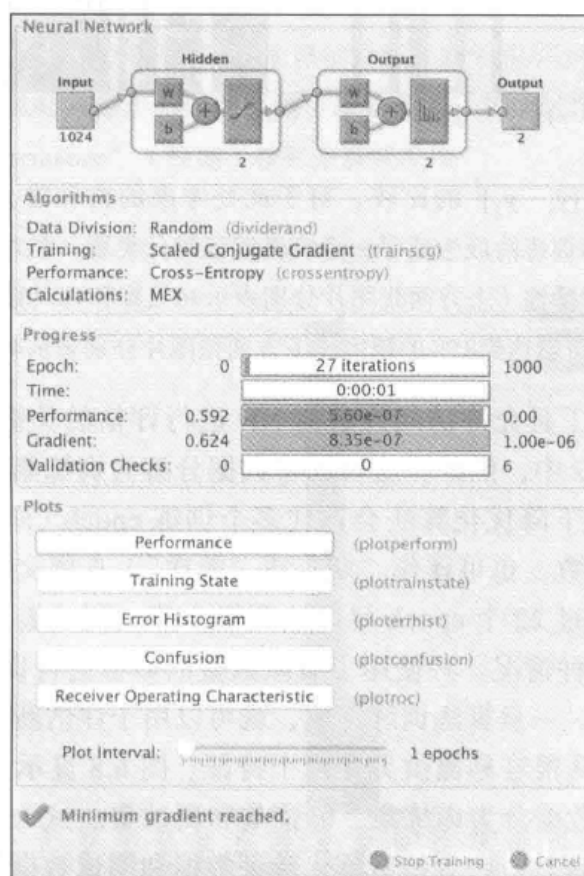 Neural Network
Hidden
Output
Input
W
b
+
W
b
+
Output
1024
2
2
2
Algorithms
Data Division: Random (dividerand)
Training: Scaled Conjugate Gradient (trainscg)
Performance: Cross-Entropy (crossentropy)
Calculations: MEX
Progress
Epoch: 0 27 iterations 1000
Time: 0:00:01
Performance: 0.592 5.60e-07 0.00
Gradient: 0.624 8.35e-07 1.00e-06
Validation Checks: 0 6
Plots
Performance (plotperform)
Training State (plottrainstate)
Error Histogram (ploterrhist)
Confusion (plotconfusion)
Receiver Operating Characteristic (plotroc)
Plot Interval: 1 epochs
Minimum gradient reached.
Stop Training Cancel